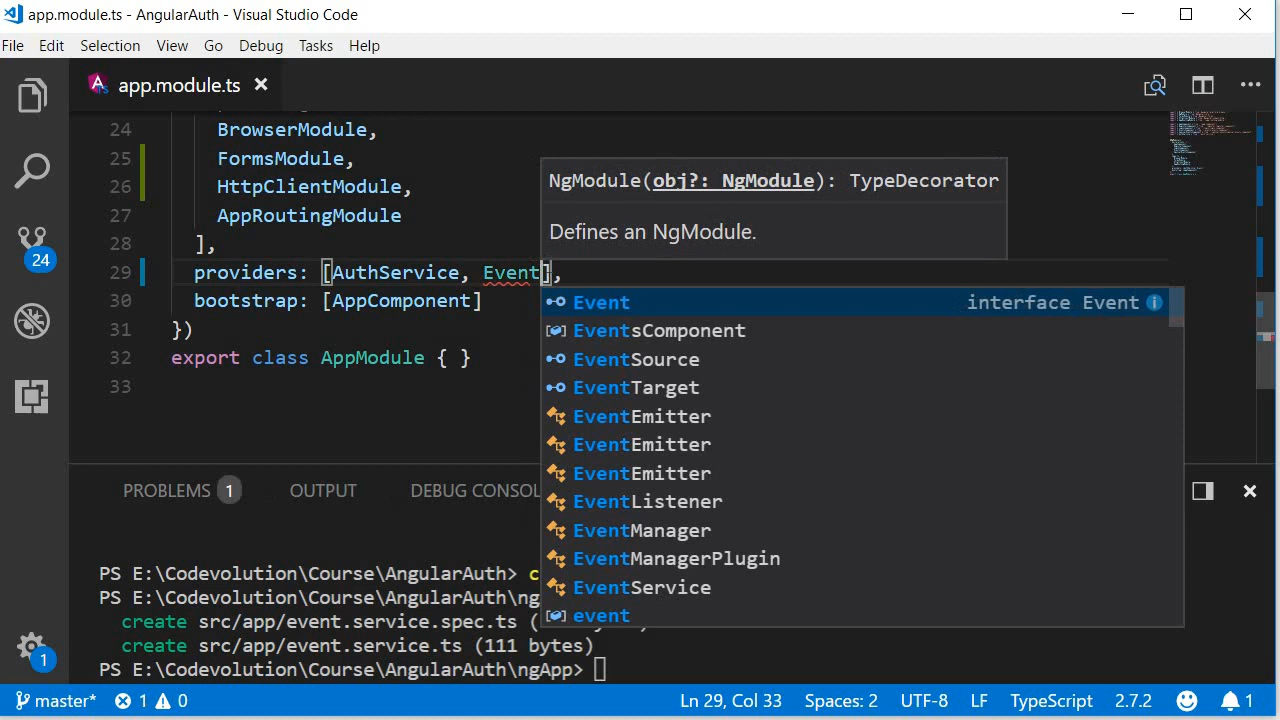 app.module.ts - AngularAuth - Visual Studio Code
File Edit Selection View Go Debug Tasks Help
app.module.ts
24 BrowserModule,
25 FormsModule,
26 HttpClientModule,
27 AppRoutingModule
28 ],
29 providers: [AuthService, Event],
30 bootstrap: [AppComponent]
31 })
32 export class AppModule { }
33
NgModule(obj?: NgModule): TypeDecorator
Defines an NgModule.
Event interface Event
EventsComponent
EventSource
EventTarget
EventEmitter
EventEmitter
EventEmitter
EventListener
EventManager
EventManagerPlugin
EventService
event
24
1
PROBLEMS 1 OUTPUT DEBUG CONSOL
PS E:\Codevolution\Course\AngularAuth> c
PS E:\Codevolution\Course\AngularAuth\ng
create src/app/event.service.spec.ts (
create src/app/event.service.ts (111 bytes)
PS E:\Codevolution\Course\AngularAuth\ngApp>
master* 1 0 Ln 29, Col 33 Spaces: 2 UTF-8 LF TypeScript 2.7.2 1